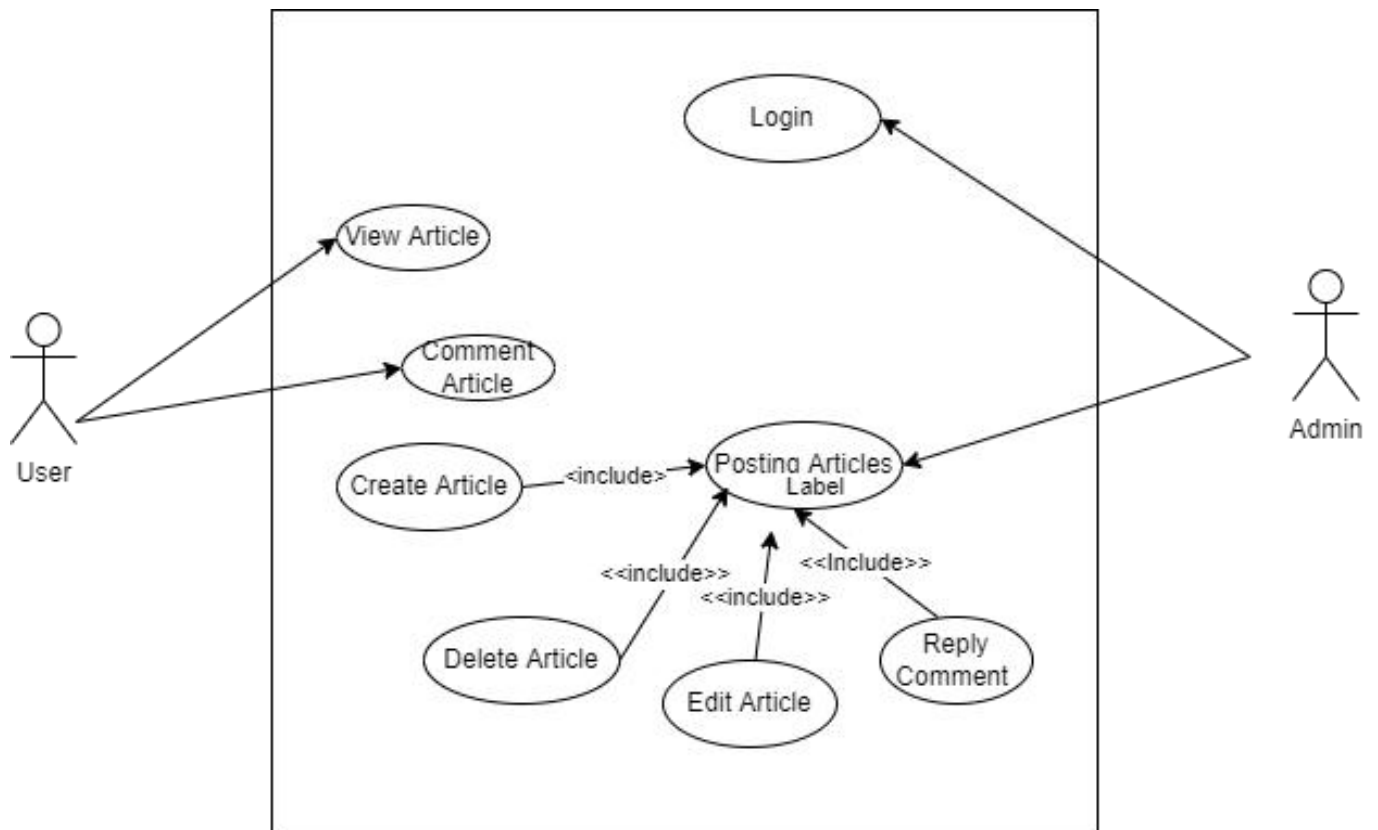 Login
View Article
Comment
Article
User
Admin
Create Article
<include>
Posting Articles
Label
<<include>>
<<include>>
<<Include>>
Delete Article
Edit Article
Reply
Comment